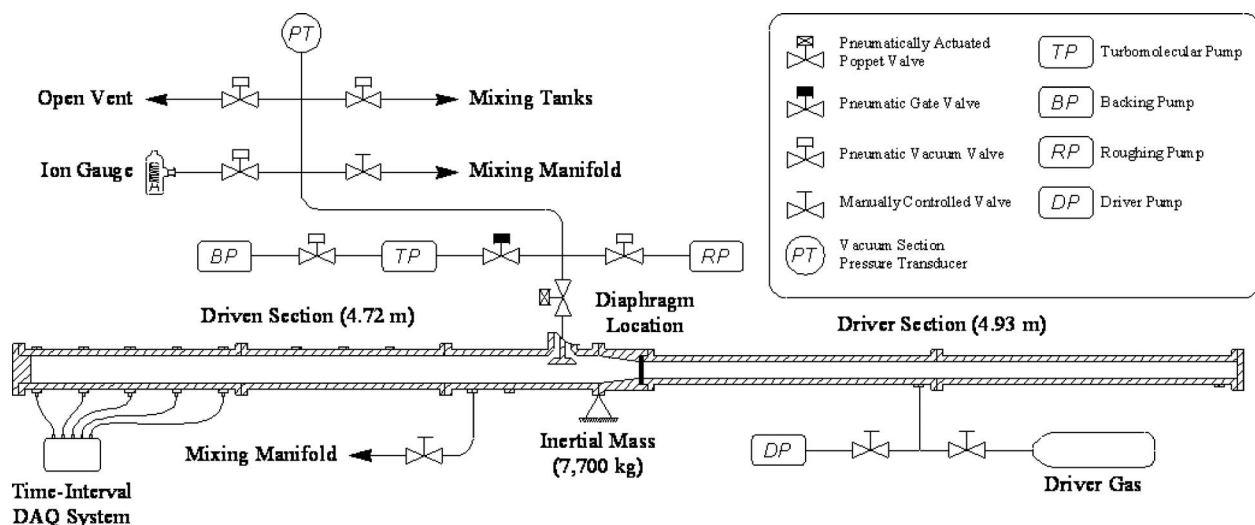 PT
Open Vent
Mixing Tanks
Ion Gauge
Mixing Manifold
BP
TP
RP
Driven Section (4.72 m)
Diaphragm
Location
Driver Section (4.93 m)
Mixing Manifold
Inertial Mass
(7,700 kg)
DP
Driver Gas
Time-Interval
DAQ System
Pneumatically Actuated
Poppet Valve
Pneumatic Gate Valve
Pneumatic Vacuum Valve
Manually Controlled Valve
PT
Vacuum Section
Pressure Transducer
TP
Turbomolecular Pump
BP
Backing Pump
RP
Roughing Pump
DP
Driver Pump